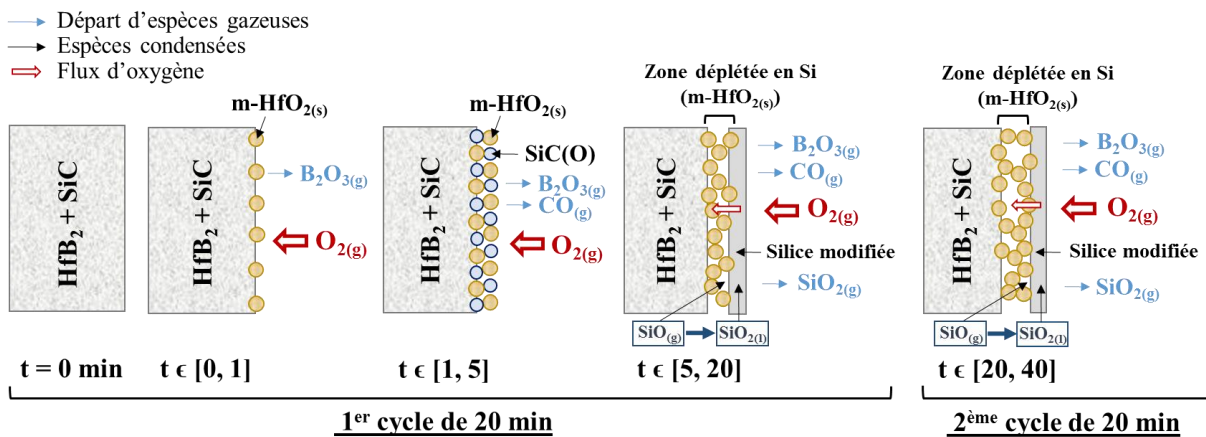 Départ d'espèces gazeuses
Espèces condensées
Flux d'oxygène
HfB2 + SiC
t = 0 min
m-HfO2(s)
HfB2 + SiC
B2O3(g)
O2(g)
t ϵ [0, 1]
m-HfO2(s)
SiC(O)
HfB2 + SiC
B2O3(g)
CO(g)
O2(g)
t ϵ [1, 5]
Zone déplétée en Si
(m-HfO2(s))
HfB2 + SiC
B2O3(g)
CO(g)
O2(g)
Silice modifiée
SiO2(g)
SiO(g)
SiO2(l)
t ϵ [5, 20]
Zone déplétée en Si
(m-HfO2(s))
HfB2 + SiC
B2O3(g)
CO(g)
O2(g)
Silice modifiée
SiO2(g)
SiO(g)
SiO2(l)
t ϵ [20, 40]
1er cycle de 20 min
2ème cycle de 20 min